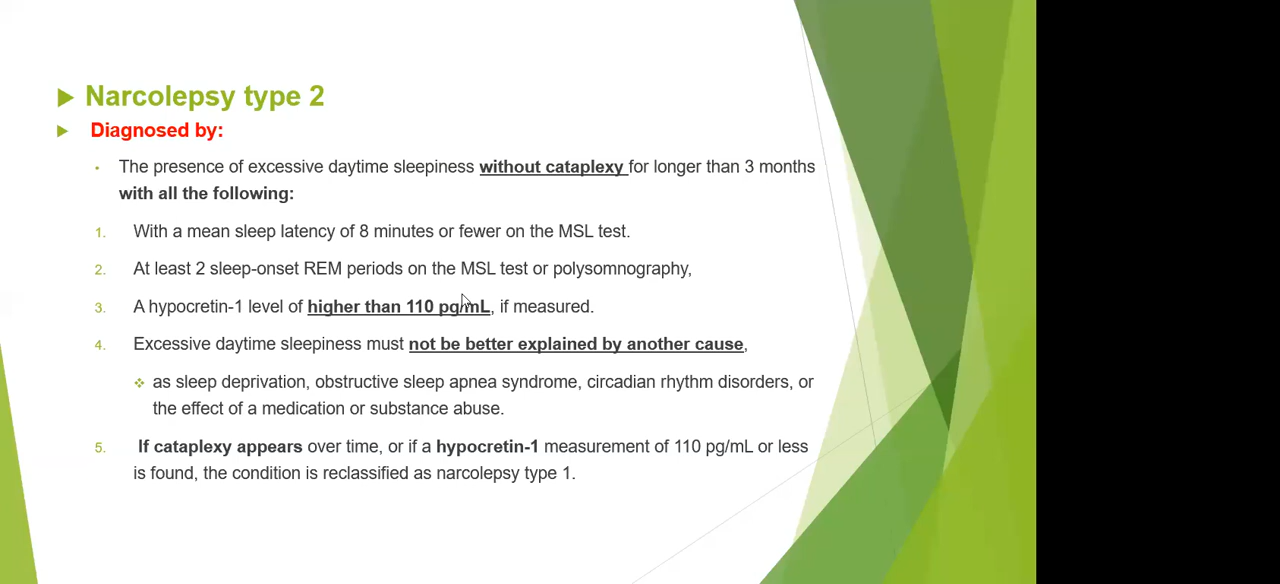 Narcolepsy type 2
Diagnosed by:
The presence of excessive daytime sleepiness without cataplexy for longer than 3 months
with all the following:
1. With a mean sleep latency of 8 minutes or fewer on the MSL test.
2. At least 2 sleep-onset REM periods on the MSL test or polysomnography,
3. A hypocretin-1 level of higher than 110 pg/mL, if measured.
4. Excessive daytime sleepiness must not be better explained by another cause,
as sleep deprivation, obstructive sleep apnea syndrome, circadian rhythm disorders, or
the effect of a medication or substance abuse.
5. If cataplexy appears over time, or if a hypocretin-1 measurement of 110 pg/mL or less
is found, the condition is reclassified as narcolepsy type 1.